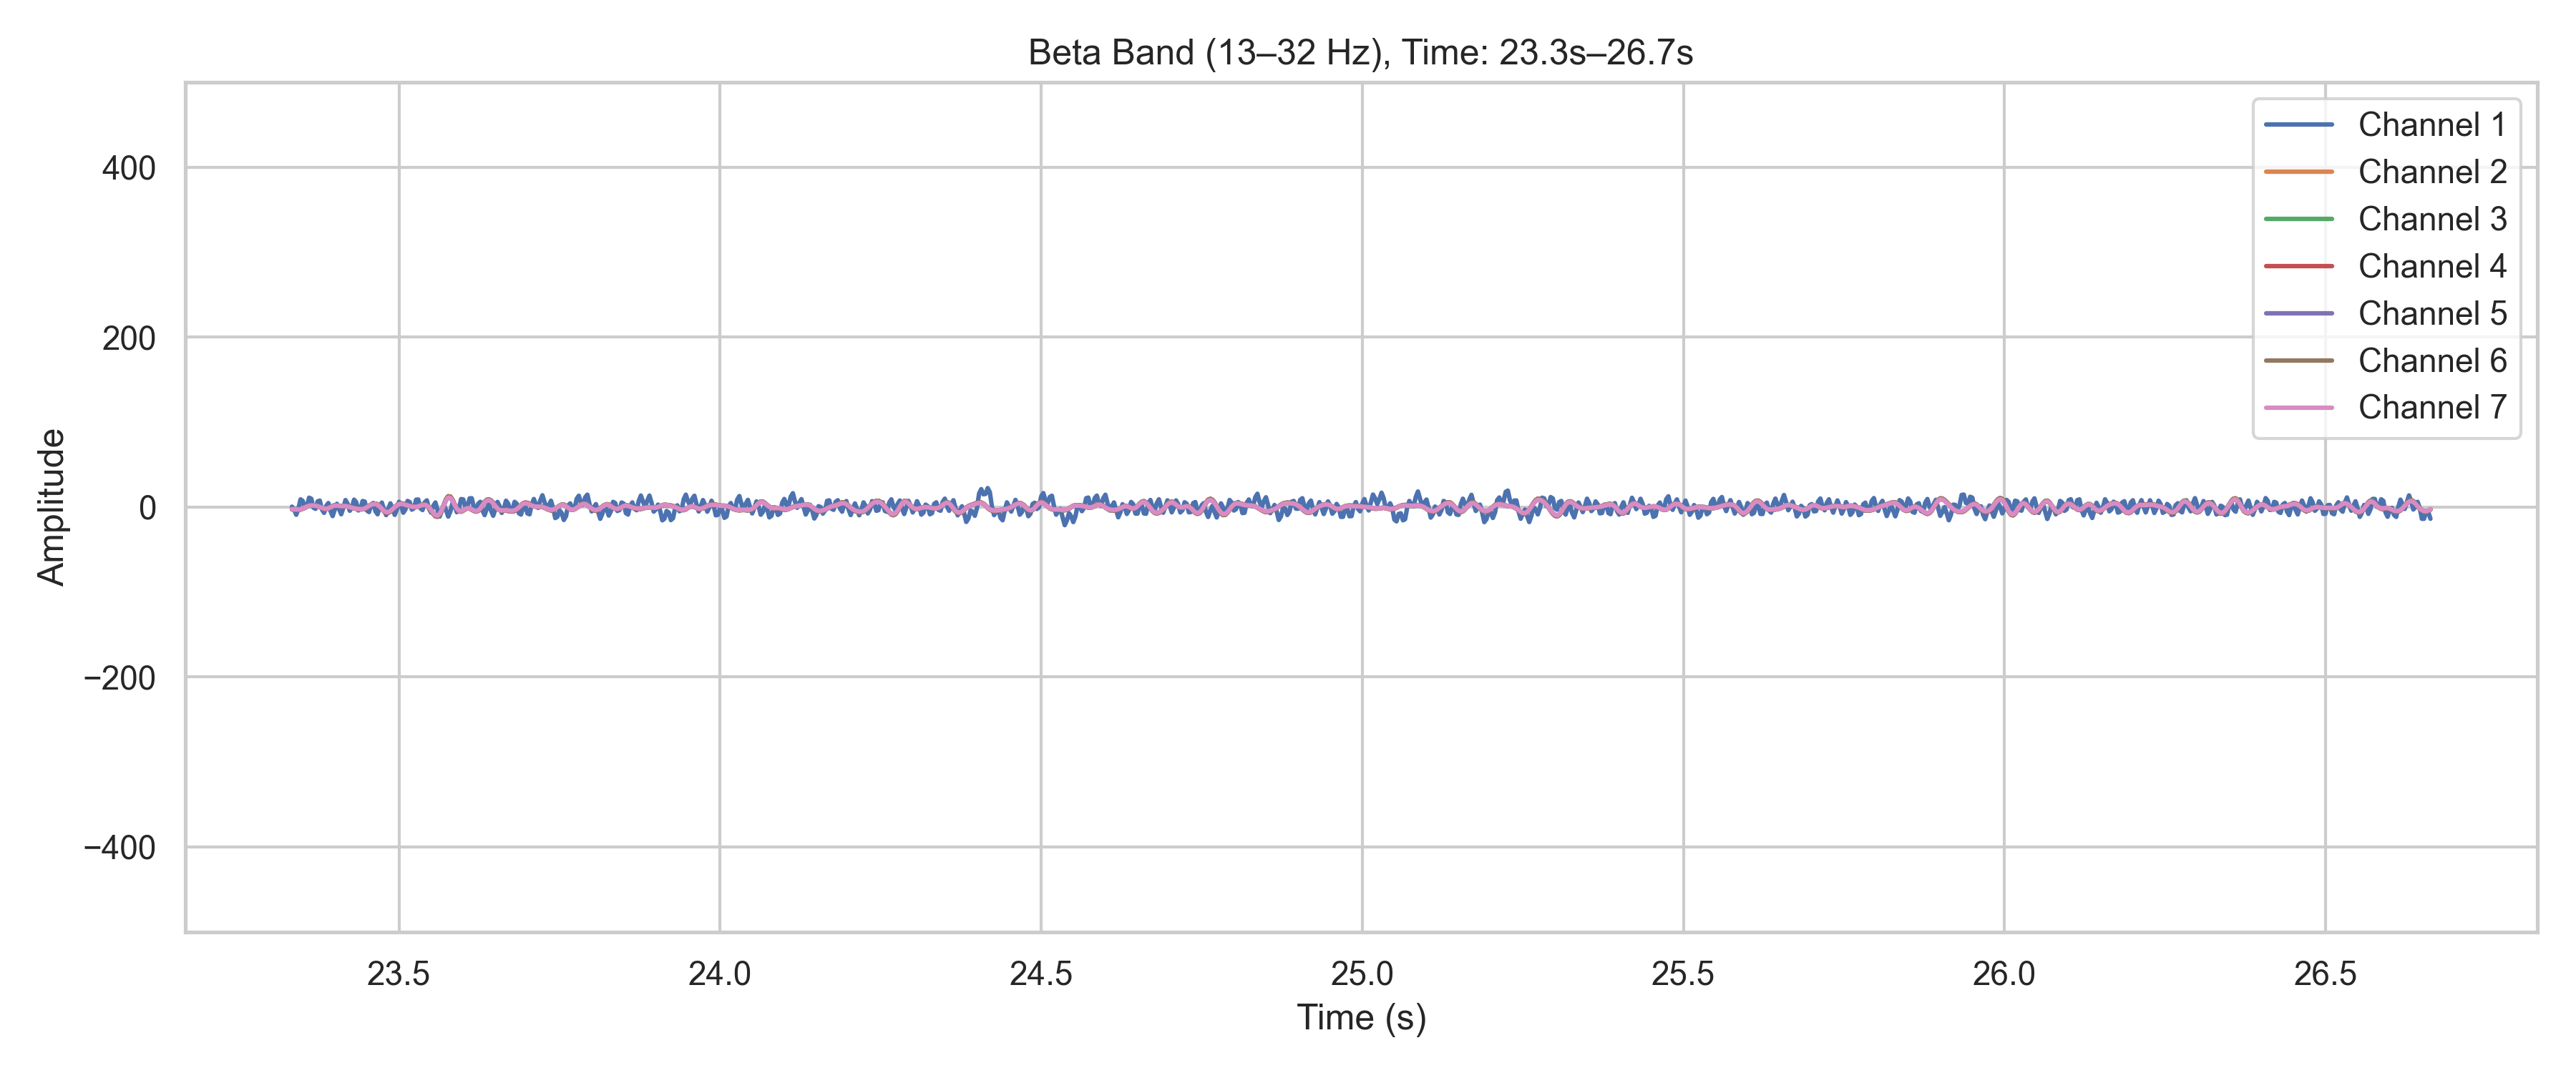 Beta Band (13–32 Hz), Time: 23.3s–26.7s
Channel 1
Channel 2
Channel 3
Channel 4
Channel 5
Channel 6
Channel 7
400
200
0
−200
−400
Amplitude
23.5 24.0 24.5 25.0 25.5 26.0 26.5
Time (s)